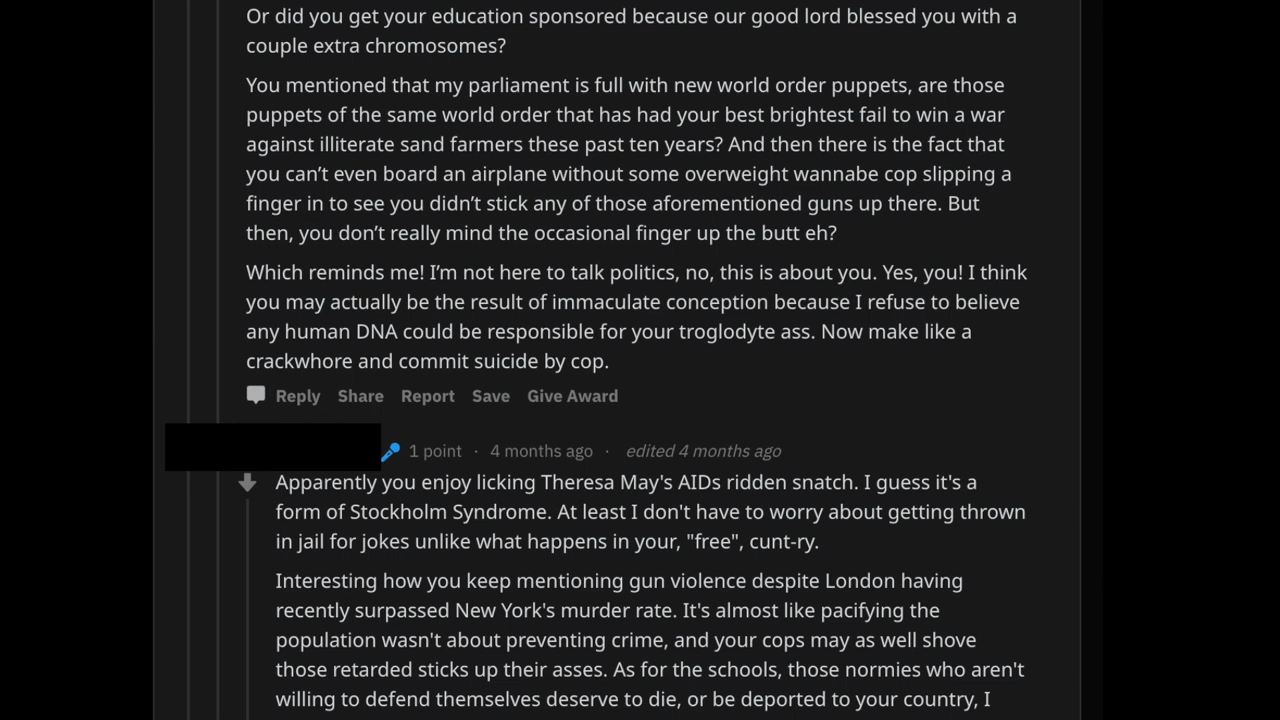 Or did you get your education sponsored because our good lord blessed you with a
couple extra chromosomes?
You mentioned that my parliament is full with new world order puppets, are those
puppets of the same world order that has had your best brightest fail to win a war
against illiterate sand farmers these past ten years? And then there is the fact that
you can’t even board an airplane without some overweight wannabe cop slipping a
finger in to see you didn’t stick any of those aforementioned guns up there. But
then, you don’t really mind the occasional finger up the butt eh?
Which reminds me! I’m not here to talk politics, no, this is about you. Yes, you! I think
you may actually be the result of immaculate conception because I refuse to believe
any human DNA could be responsible for your troglodyte ass. Now make like a
crackwhore and commit suicide by cop.
Reply Share Report Save Give Award
1 point · 4 months ago · edited 4 months ago
Apparently you enjoy licking Theresa May's AIDs ridden snatch. I guess it's a
form of Stockholm Syndrome. At least I don't have to worry about getting thrown
in jail for jokes unlike what happens in your, "free", cunt-ry.
Interesting how you keep mentioning gun violence despite London having
recently surpassed New York's murder rate. It's almost like pacifying the
population wasn't about preventing crime, and your cops may as well shove
those retarded sticks up their asses. As for the schools, those normies who aren't
willing to defend themselves deserve to die, or be deported to your country, I